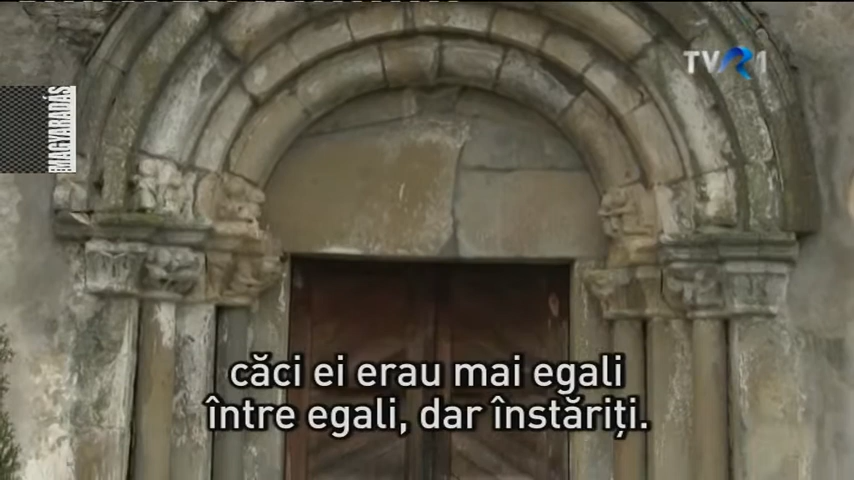 TVR1
MAGYARADÁS
căci ei erau mai egali
între egali, dar înstăriți.